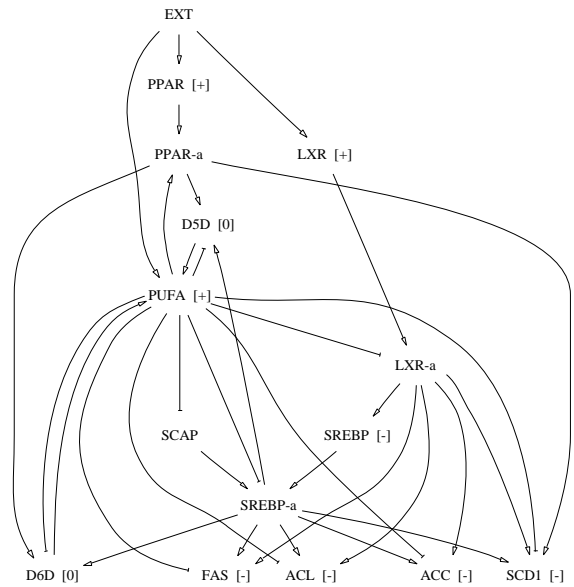 EXT
PPAR [+]
PPAR-a
LXR [+]
D5D [0]
PUFA [+]
LXR-a
SCAP
SREBP [-]
SREBP-a
D6D [0]
FAS [-]
ACL [-]
ACC [-]
SCD1 [-]